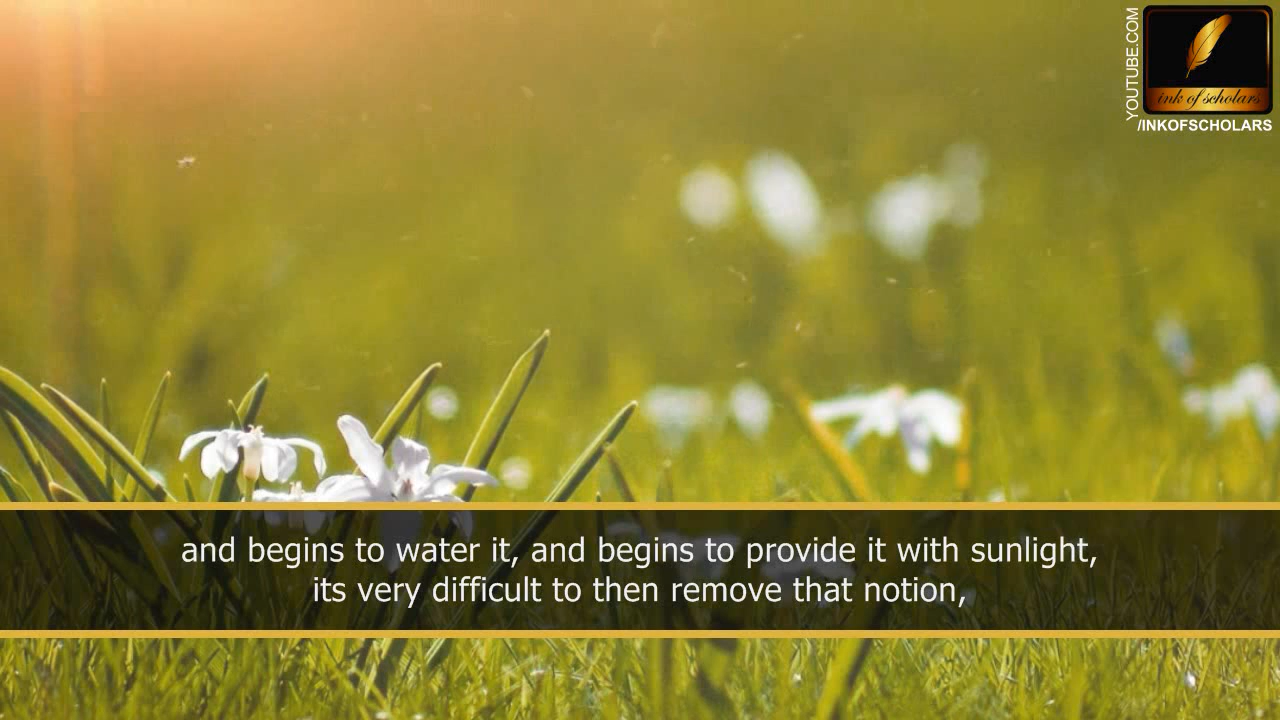 YOUTUBE.COM
ink of scholars
/INKOFSCHOLARS
and begins to water it, and begins to provide it with sunlight,
its very difficult to then remove that notion,